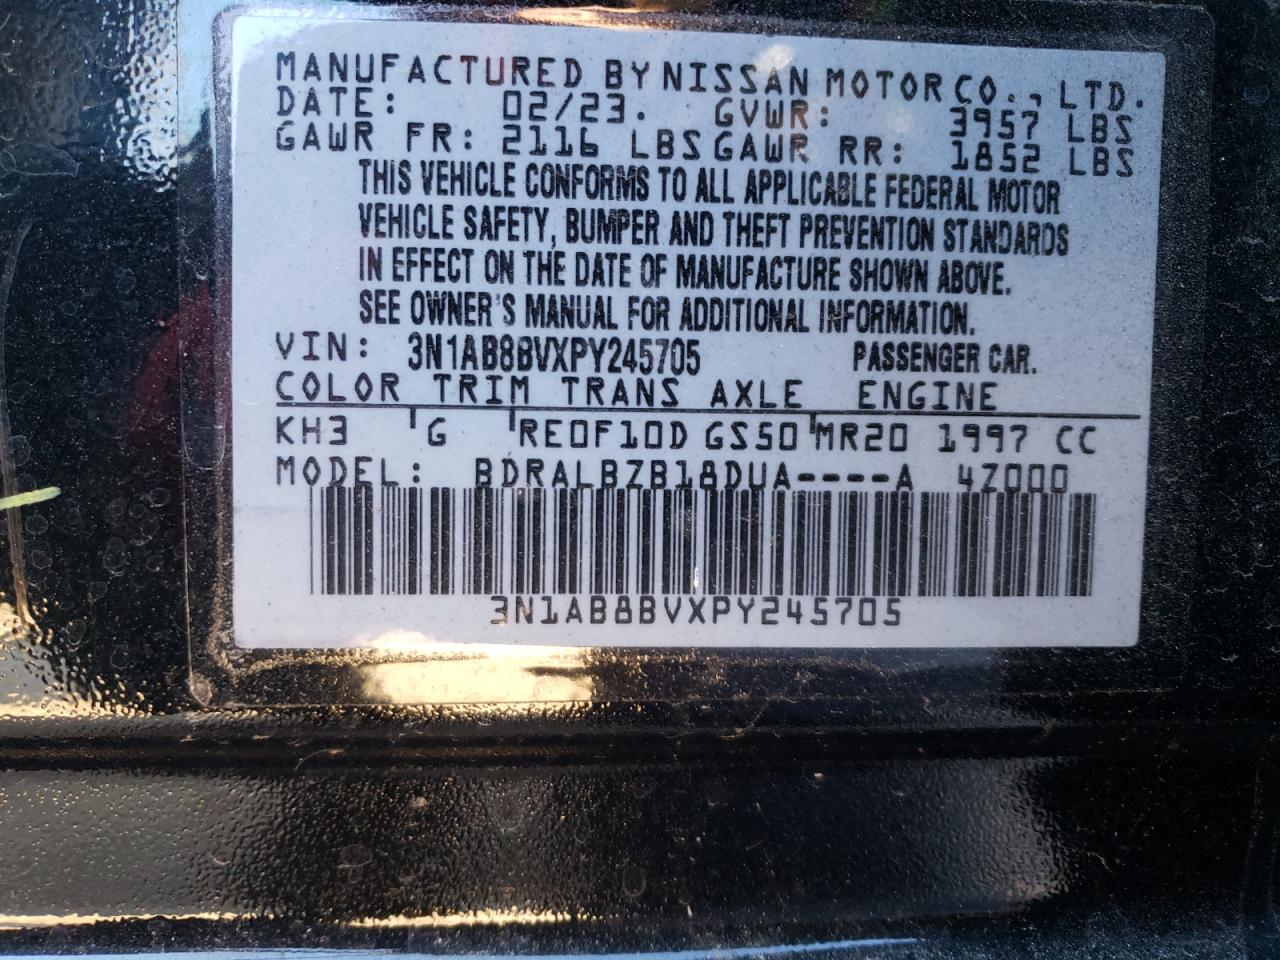 MANUFACTURED BY NISSAN MOTOR CO., LTD.
DATE: 02/23. GVWR: 3957 LBS
GAWR FR: 2116 LBS GAWR RR: 1852 LBS
THIS VEHICLE CONFORMS TO ALL APPLICABLE FEDERAL MOTOR
VEHICLE SAFETY, BUMPER AND THEFT PREVENTION STANDARDS
IN EFFECT ON THE DATE OF MANUFACTURE SHOWN ABOVE.
SEE OWNER'S MANUAL FOR ADDITIONAL INFORMATION.
VIN: 3N1AB8BVXPY245705 PASSENGER CAR.
COLOR TRIM TRANS AXLE ENGINE
KH3 G RE0F10D GS50 MR20 1997 CC
MODEL: BDRALBZB18DUA----A 4Z000
3N1AB8BVXPY245705